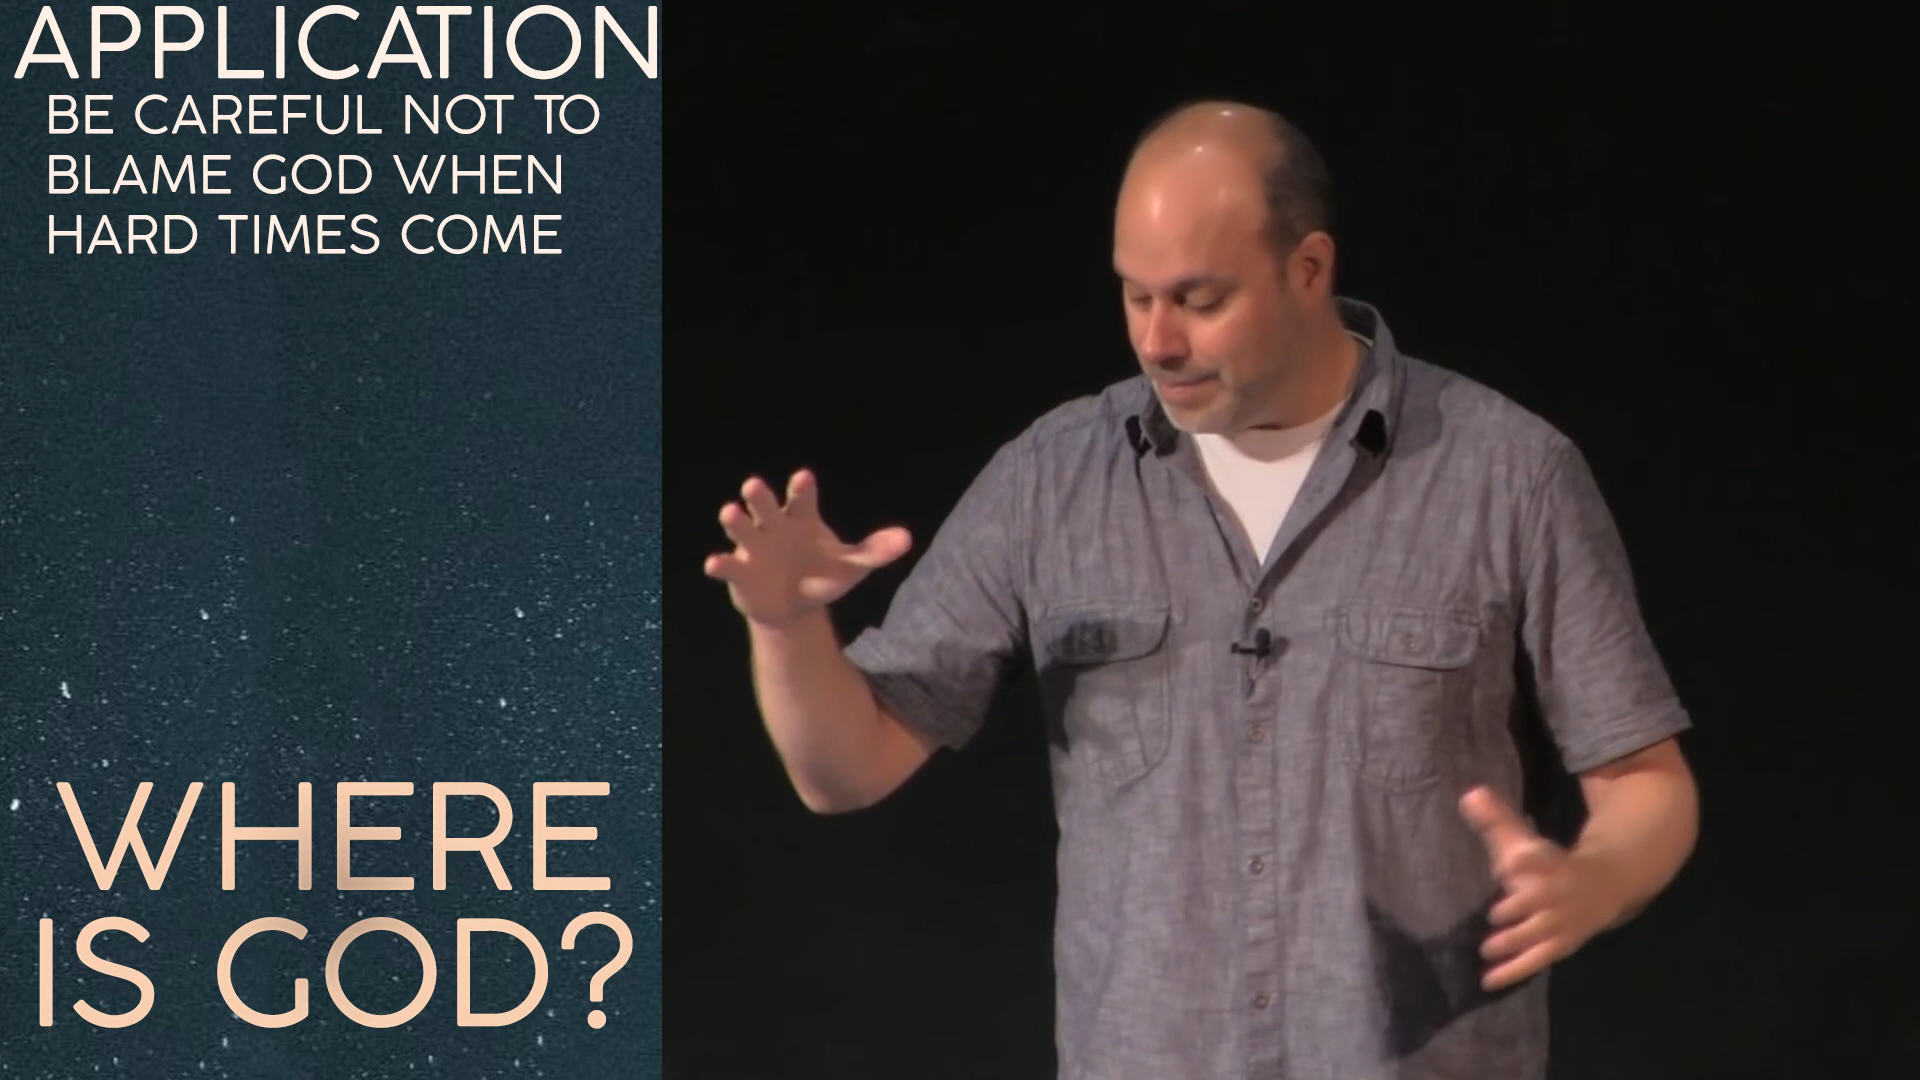 APPLICATION
BE CAREFUL NOT TO
BLAME GOD WHEN
HARD TIMES COME
WHERE
IS GOD?